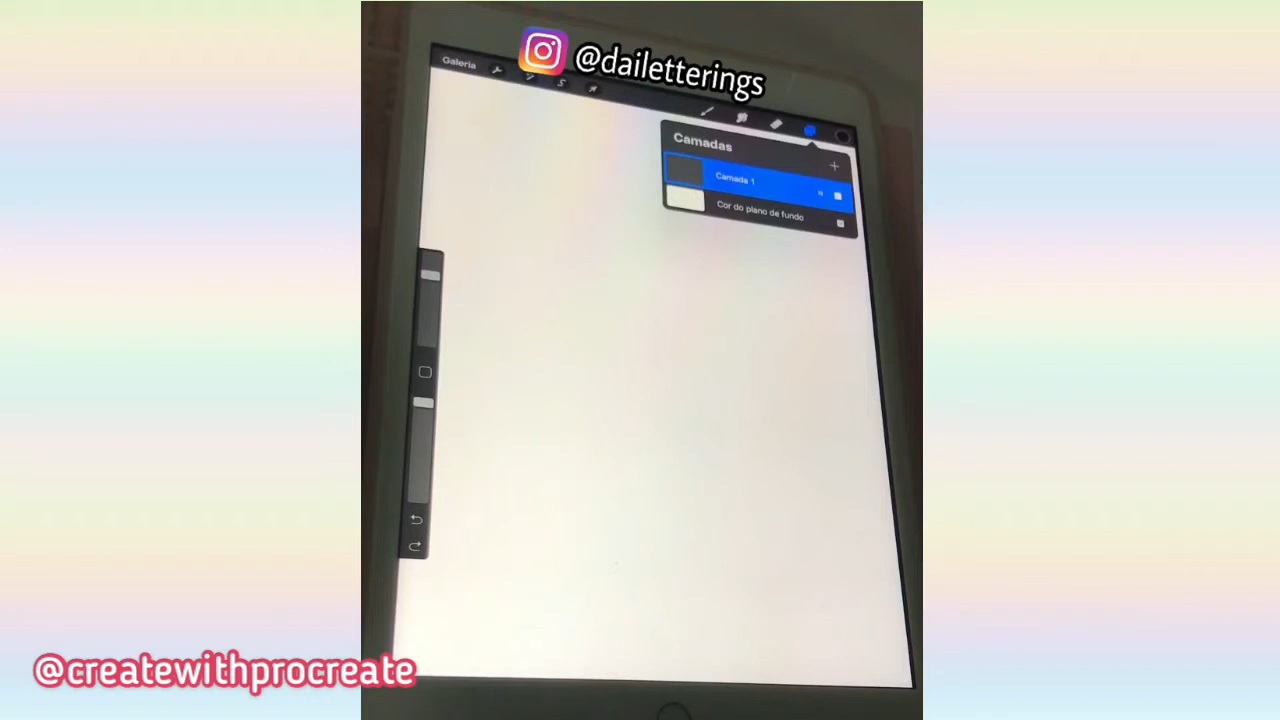 @dailetterings
Galeria
Camadas
Camada 1
N
Cor do plano de fundo
@createwithprocreate